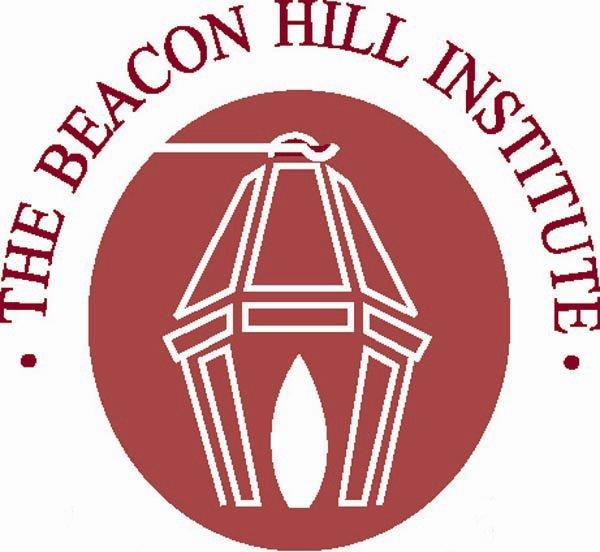 · THE BEACON HILL INSTITUTE ·